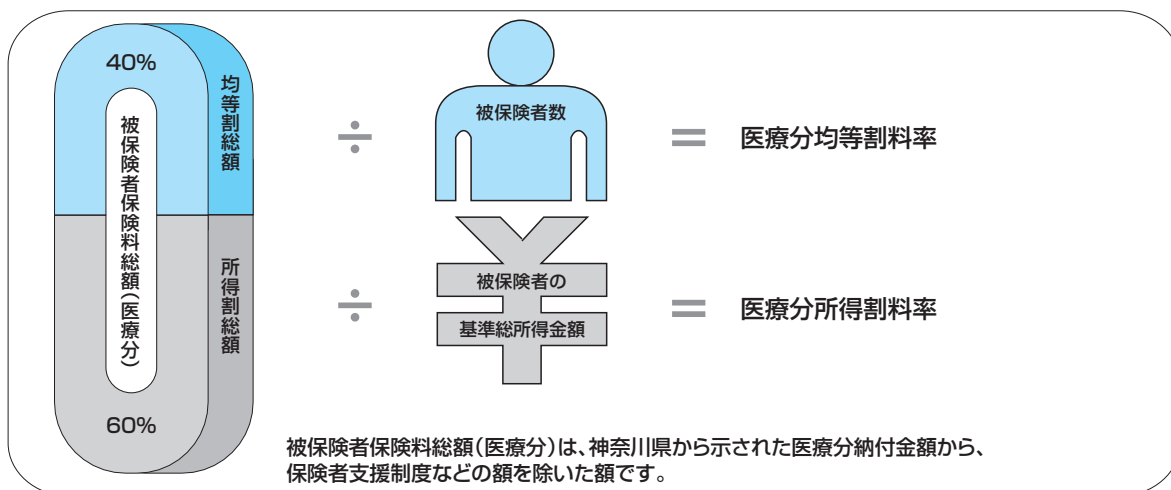 40%
均等割総額
被保険者保険料総額(医療分)
÷
被保険者数
=
医療分均等割料率
所得割総額
÷
被保険者の
基準総所得金額
=
医療分所得割料率
60%
被保険者保険料総額(医療分)は、神奈川県から示された医療分納付金額から、
保険者支援制度などの額を除いた額です。